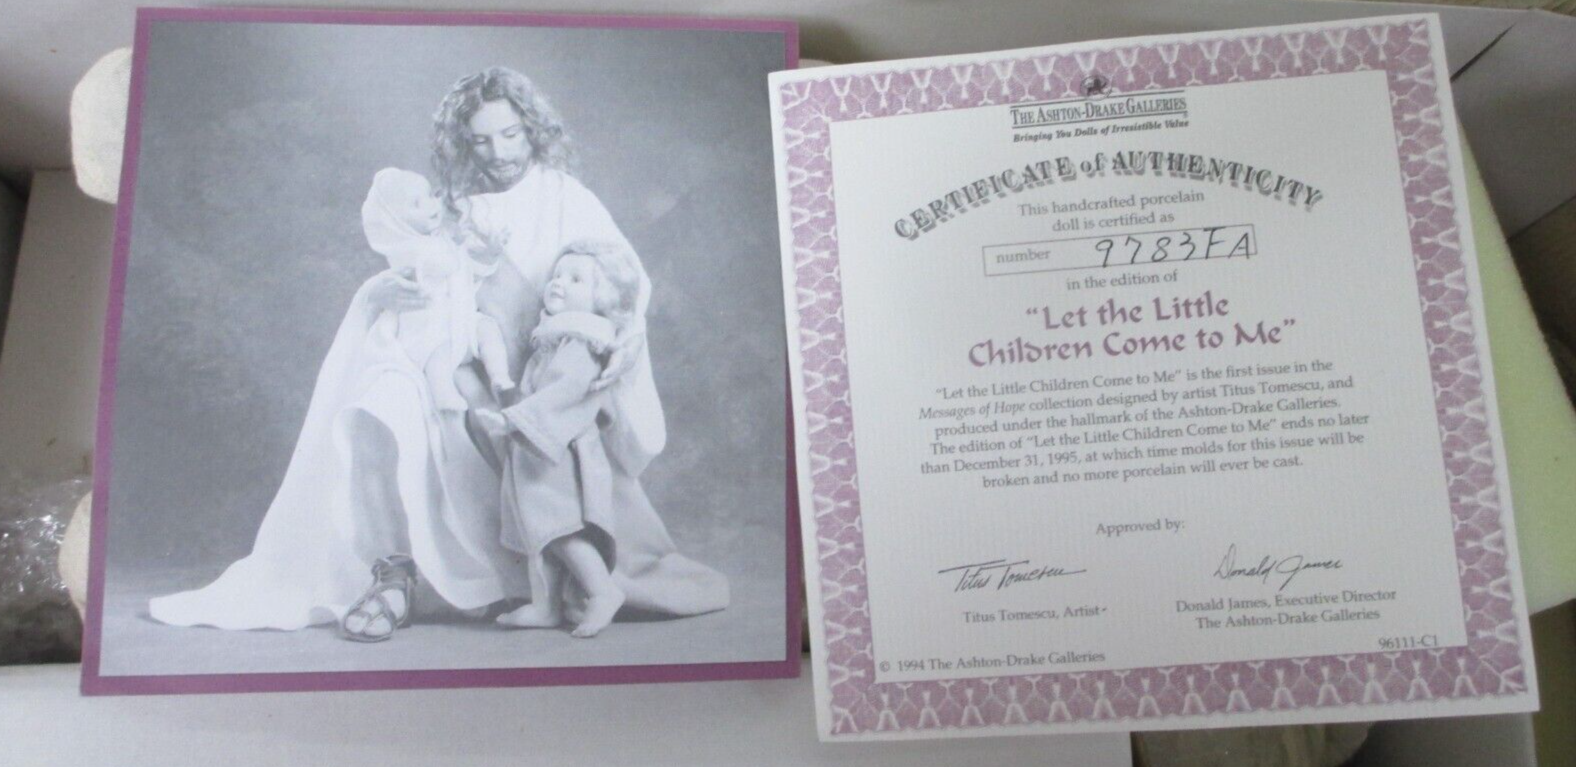 THE ASHTON-DRAKE GALLERIES
Bringing You Dolls of Irresistible Value
CERTIFICATE of AUTHENTICITY
This handcrafted porcelain
doll is certified as
number 9783FA
in the edition of
"Let the Little
Children Come to Me"
"Let the Little Children Come to Me" is the first issue in the
Messages of Hope collection designed by artist Titus Tomescu, and
produced under the hallmark of the Ashton-Drake Galleries.
The edition of "Let the Little Children Come to Me" ends no later
than December 31, 1995, at which time molds for this issue will be
broken and no more porcelain will ever be cast.
Approved by:
Titus Tomescu Donald James
Titus Tomescu, Artist Donald James, Executive Director
The Ashton-Drake Galleries
96111-C1
© 1994 The Ashton-Drake Galleries